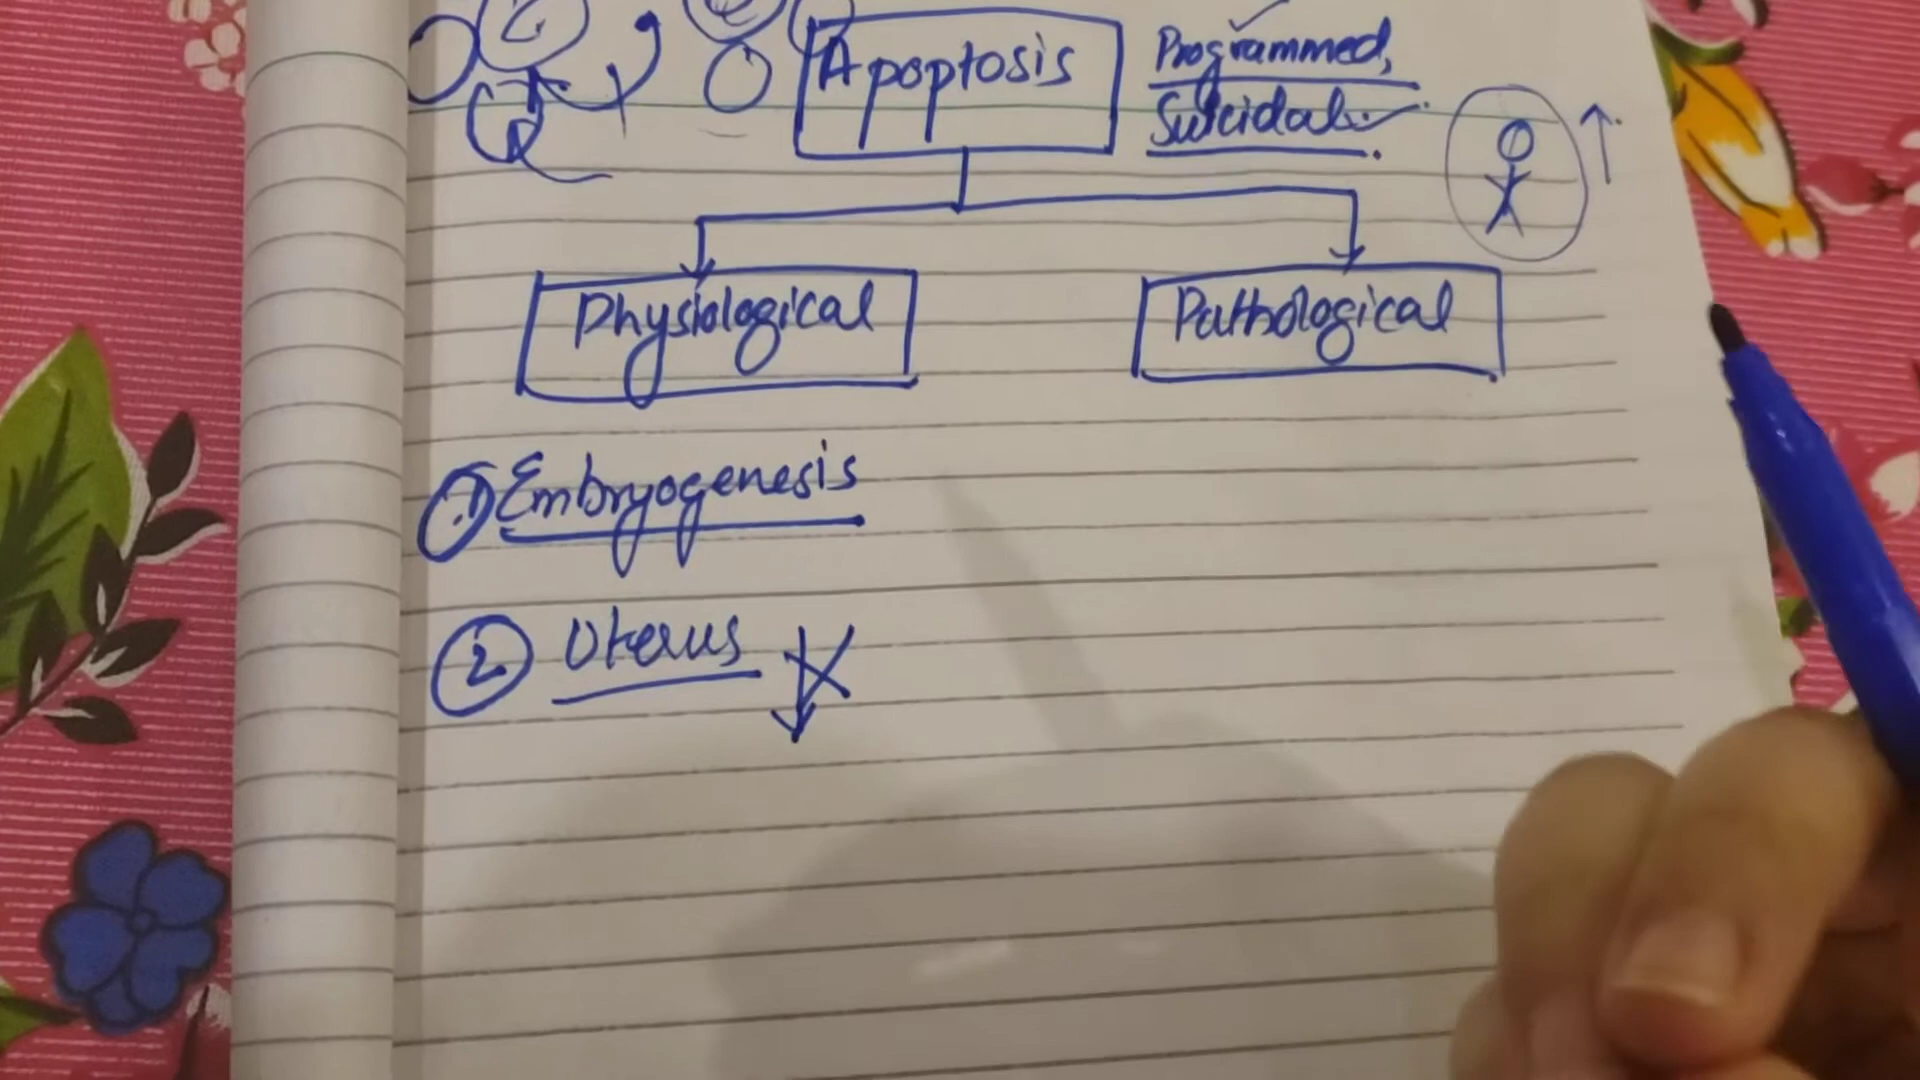 Apoptosis
Programmed,
Suicidal
Physiological
Pathological
1 Embryogenesis
2 Uterus